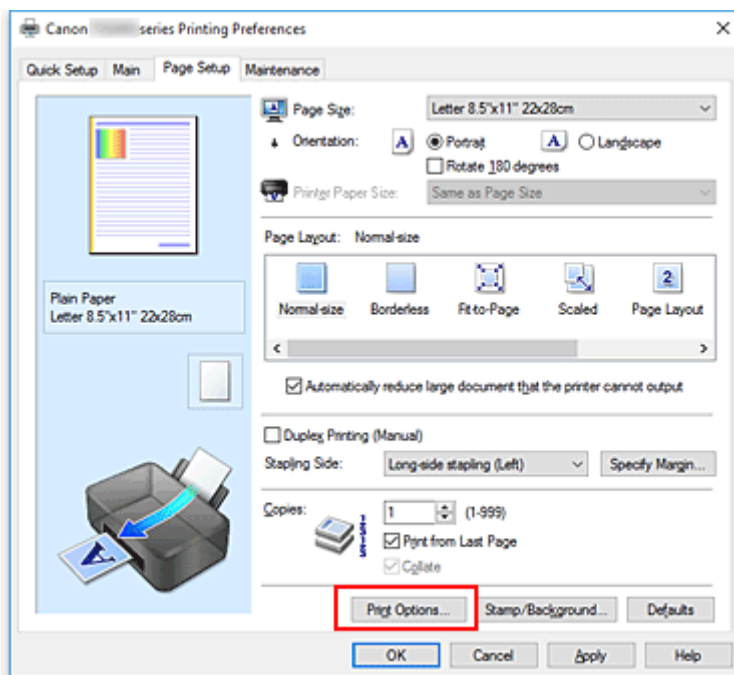 Canon series Printing Preferences
Quick Setup Main Page Setup Maintenance
Page Size: Letter 8.5"x11" 22x28cm
Orientation: A Portrait A Landscape
Rotate 180 degrees
Printer Paper Size: Same as Page Size
Page Layout: Normal-size
2
Normal-size Borderless Fit-to-Page Scaled Page Layout
Plain Paper
Letter 8.5"x11" 22x28cm
Automatically reduce large document that the printer cannot output
Duplex Printing (Manual)
Stapling Side: Long-side stapling (Left) Specify Margin...
Copies: 1 (1-999)
Print from Last Page
Collate
A
Print Options... Stamp/Background... Defaults
OK Cancel Apply Help